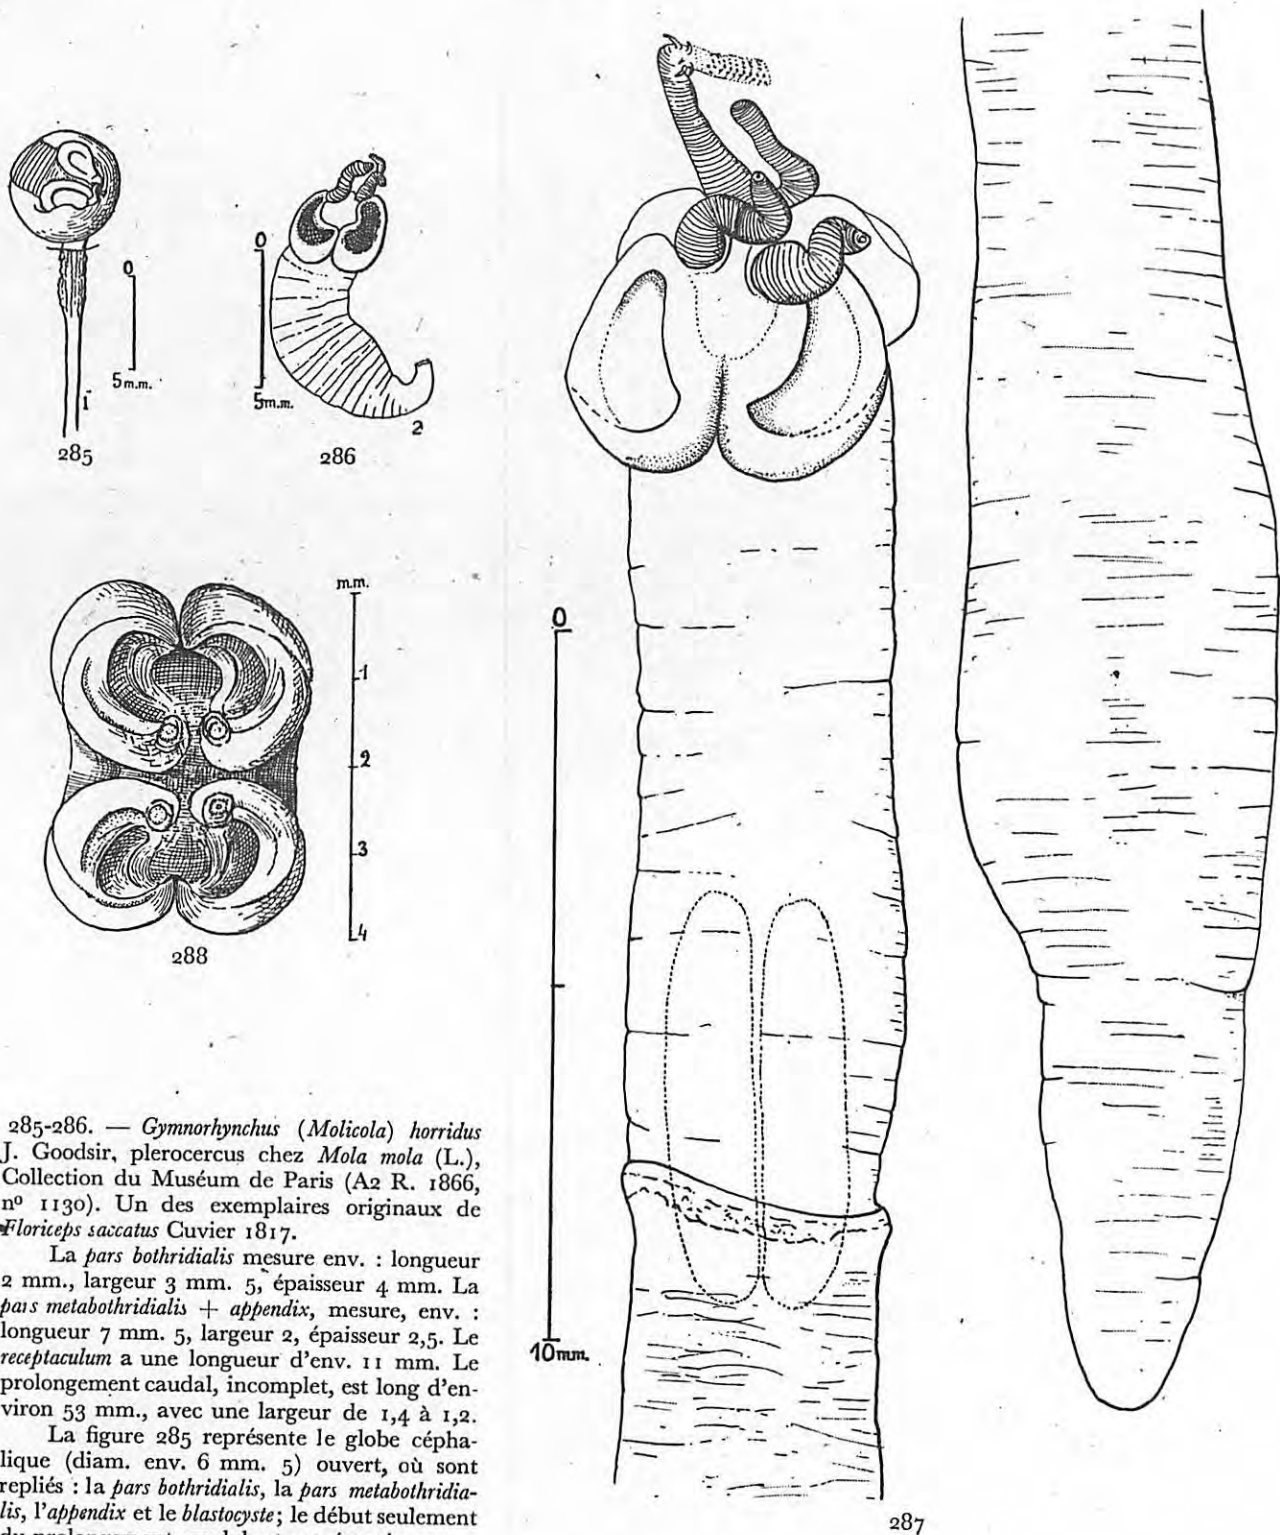 0
5m.m.
1
285
0
5m.m.
2
286
m.m.
1
2
3
4
288
0
10mm.
287
285-286. — Gymnorhynchus (Molicola) horridus
J. Goodsir, plerocercus chez Mola mola (L.),
Collection du Muséum de Paris (A2 R. 1866,
nº 1130). Un des exemplaires originaux de
Floriceps saccatus Cuvier 1817.
La pars bothridialis mesure env. : longueur
2 mm., largeur 3 mm. 5, épaisseur 4 mm. La
pars metabothridialis + appendix, mesure, env. :
longueur 7 mm. 5, largeur 2, épaisseur 2,5. Le
receptaculum a une longueur d'env. 11 mm. Le
prolongement caudal, incomplet, est long d'en-
viron 53 mm., avec une largeur de 1,4 à 1,2.
La figure 285 représente le globe cépha-
lique (diam. env. 6 mm. 5) ouvert, où sont
repliés : la pars bothridialis, la pars metabothridia-
lis, l'appendix et le blastocyste; le début seulement